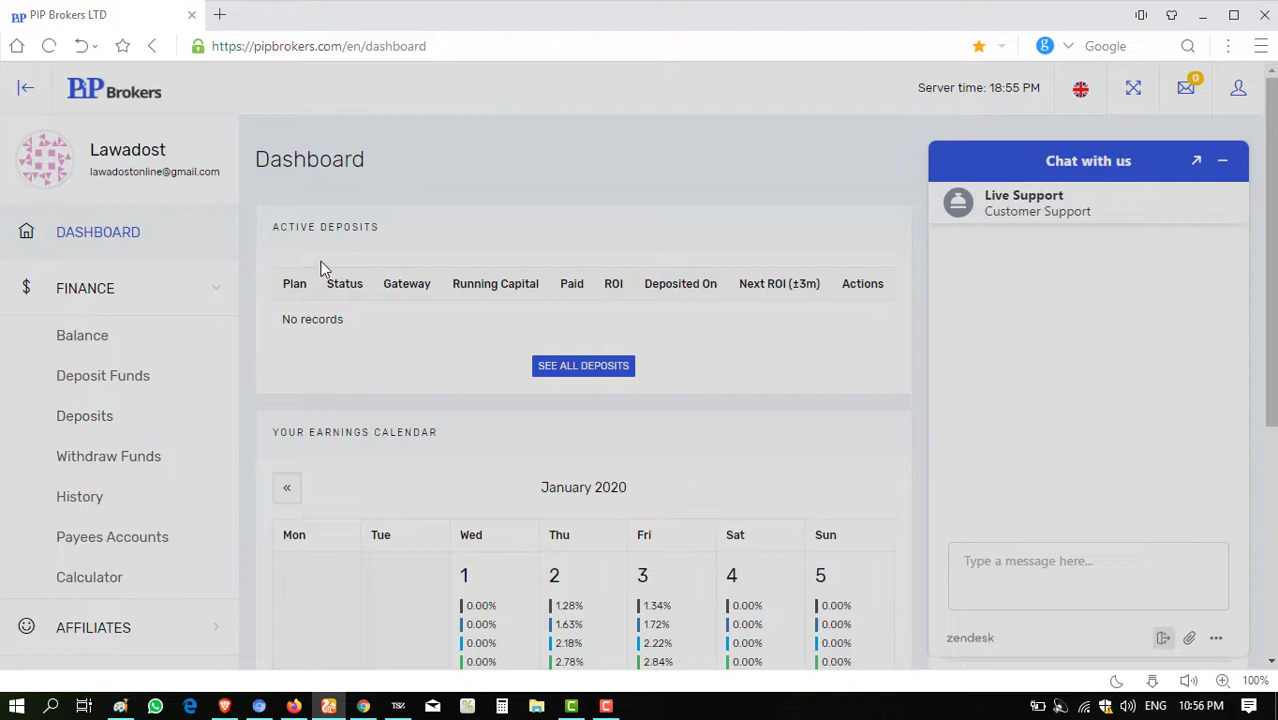 PIP Brokers LTD
https://pipbrokers.com/en/dashboard
Google
PiP Brokers
Server time: 18:55 PM
0
Lawadost
lawadostonline@gmail.com
DASHBOARD
FINANCE
Balance
Deposit Funds
Deposits
Withdraw Funds
History
Payees Accounts
Calculator
AFFILIATES
Dashboard
ACTIVE DEPOSITS
Plan Status Gateway Running Capital Paid ROI Deposited On Next ROI (±3m) Actions
No records
SEE ALL DEPOSITS
YOUR EARNINGS CALENDAR
« January 2020
Mon Tue Wed Thu Fri Sat Sun
1 2 3 4 5
0.00% 1.28% 1.34% 0.00% 0.00%
0.00% 1.63% 1.72% 0.00% 0.00%
0.00% 2.18% 2.22% 0.00% 0.00%
0.00% 2.78% 2.84% 0.00% 0.00%
Chat with us
Live Support
Customer Support
Type a message here...
zendesk
100%
ENG 10:56 PM